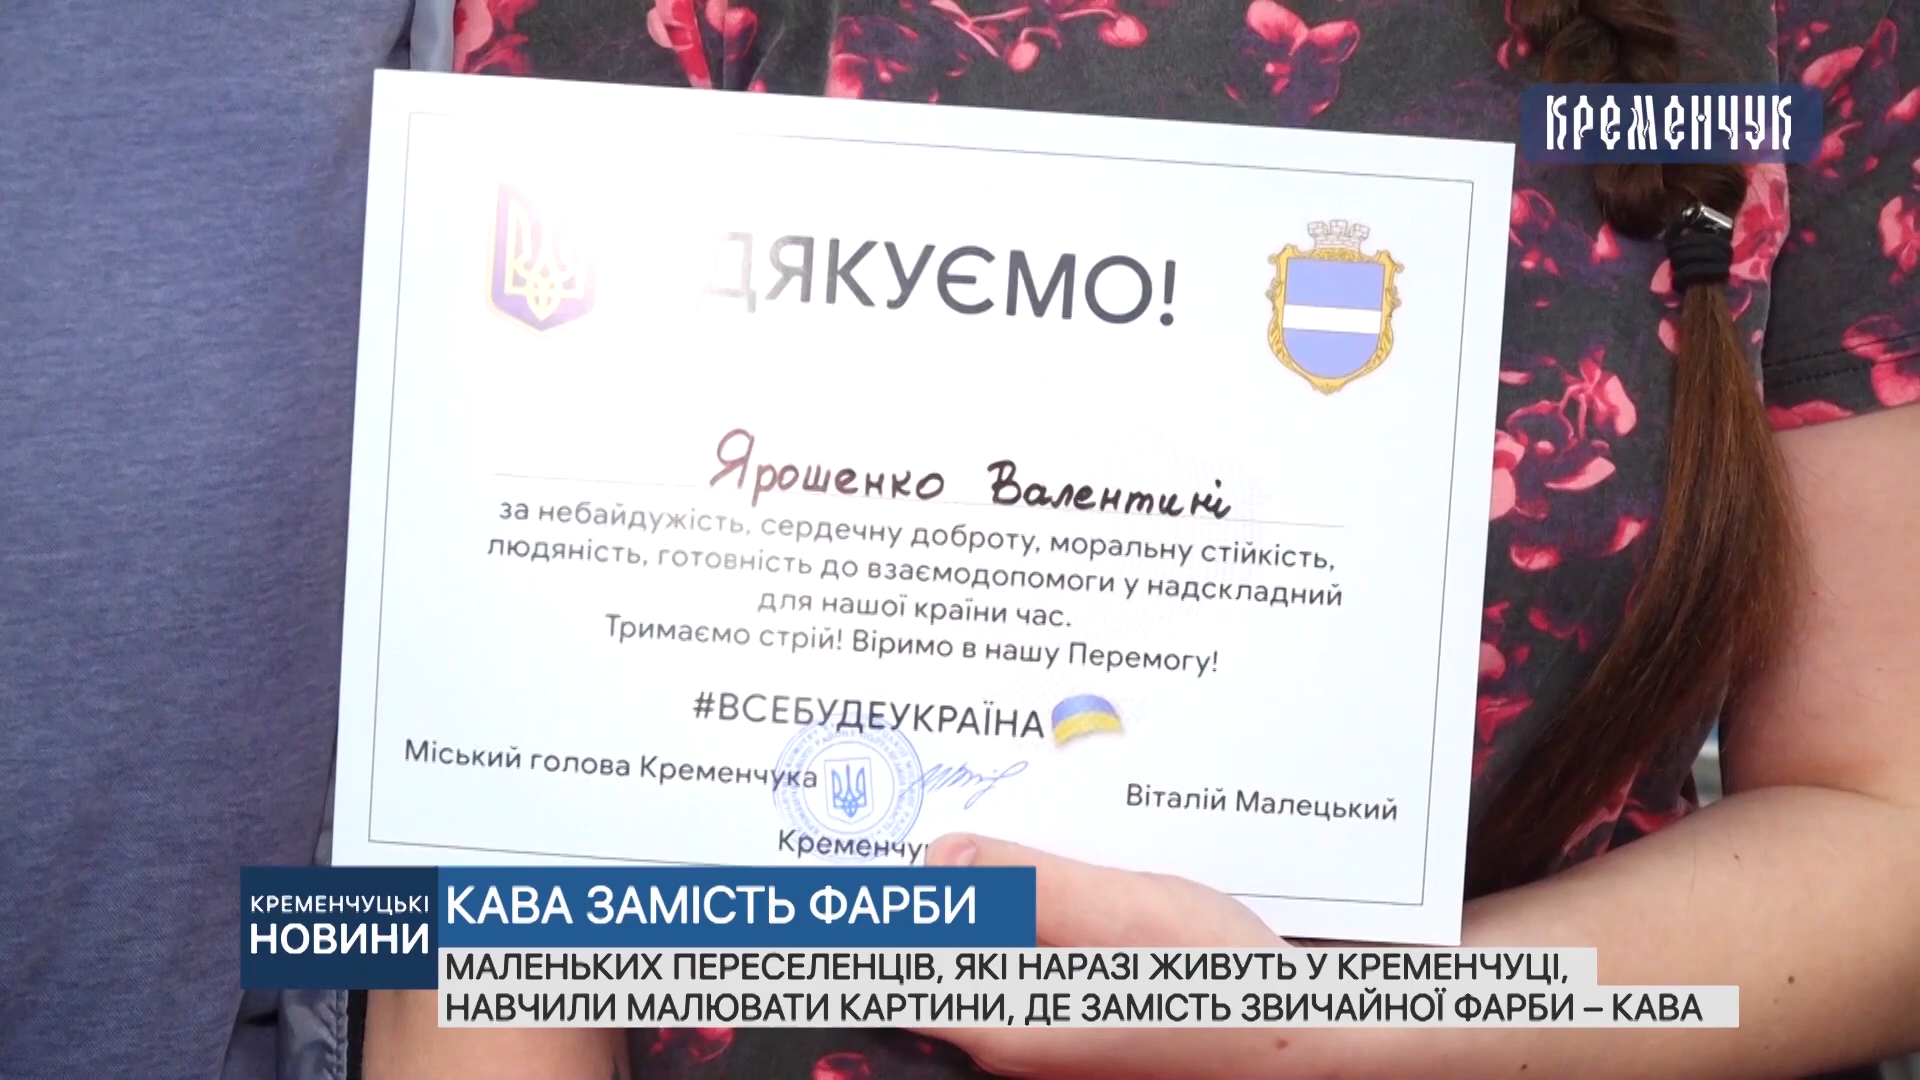 КРЕМЕНЧУК
ДЯКУЄМО!
Ярошенко Валентині
за небайдужість, сердечну доброту, моральну стійкість,
людяність, готовність до взаємодопомоги у надскладний
для нашої країни час.
Тримаємо стрій! Віримо в нашу Перемогу!
#ВСЕБУДЕУКРАЇНА
Міський голова Кременчука
Віталій Малецький
КРЕМЕНЧУЦЬКІ
НОВИНИ
КАВА ЗАМІСТЬ ФАРБИ
МАЛЕНЬКИХ ПЕРЕСЕЛЕНЦІВ, ЯКІ НАРАЗІ ЖИВУТЬ У КРЕМЕНЧУЦІ,
НАВЧИЛИ МАЛЮВАТИ КАРТИНИ, ДЕ ЗАМІСТЬ ЗВИЧАЙНОЇ ФАРБИ – КАВА